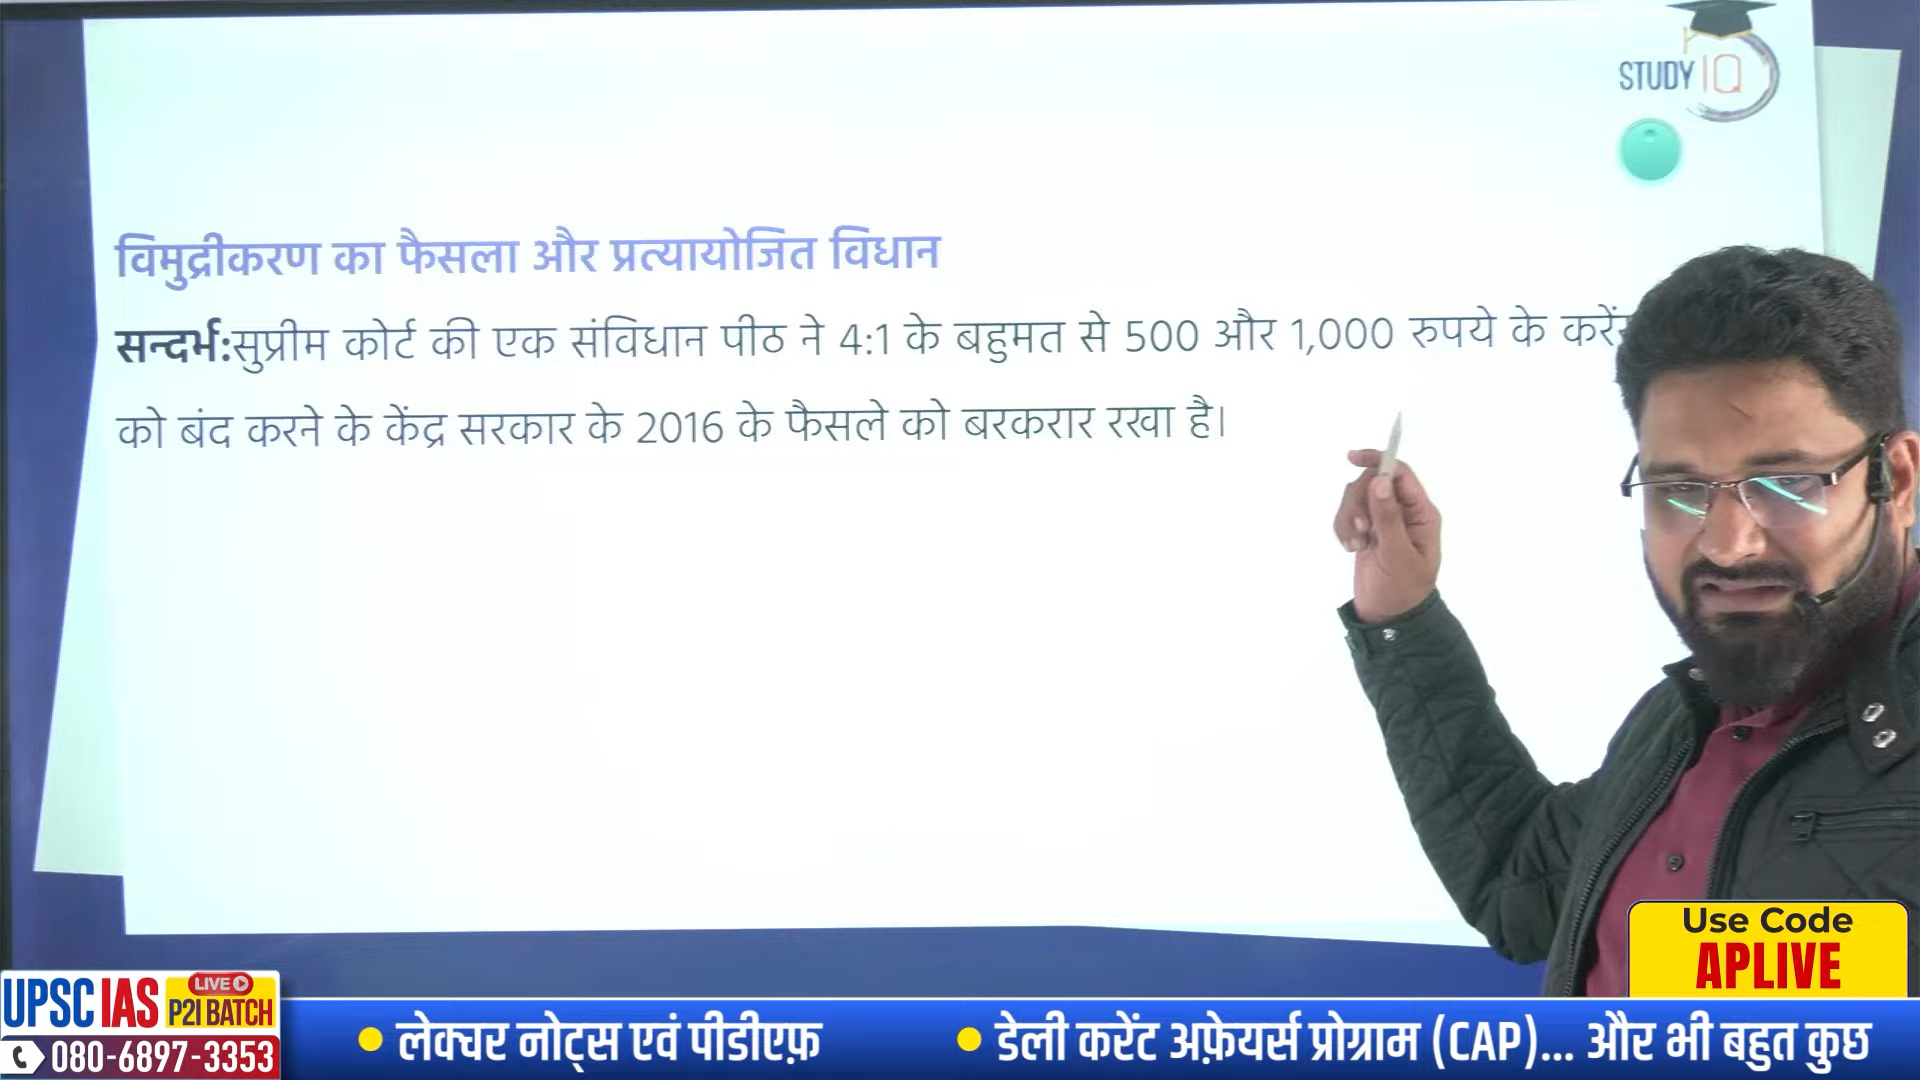 STUDY IQ
विमुद्रीकरण का फैसला और प्रत्यायोजित विधान
सन्दर्भ:सुप्रीम कोर्ट की एक संविधान पीठ ने 4:1 के बहुमत से 500 और 1,000 रुपये के
को बंद करने के केंद्र सरकार के 2016 के फैसले को बरकरार रखा है।
Use Code
APLIVE
UPSC IAS LIVE P2I BATCH
080-6897-3353
लेक्चर नोट्स एवं पीडीएफ़
डेली करेंट अफ़ेयर्स प्रोग्राम (CAP)... और भी बहुत कुछ